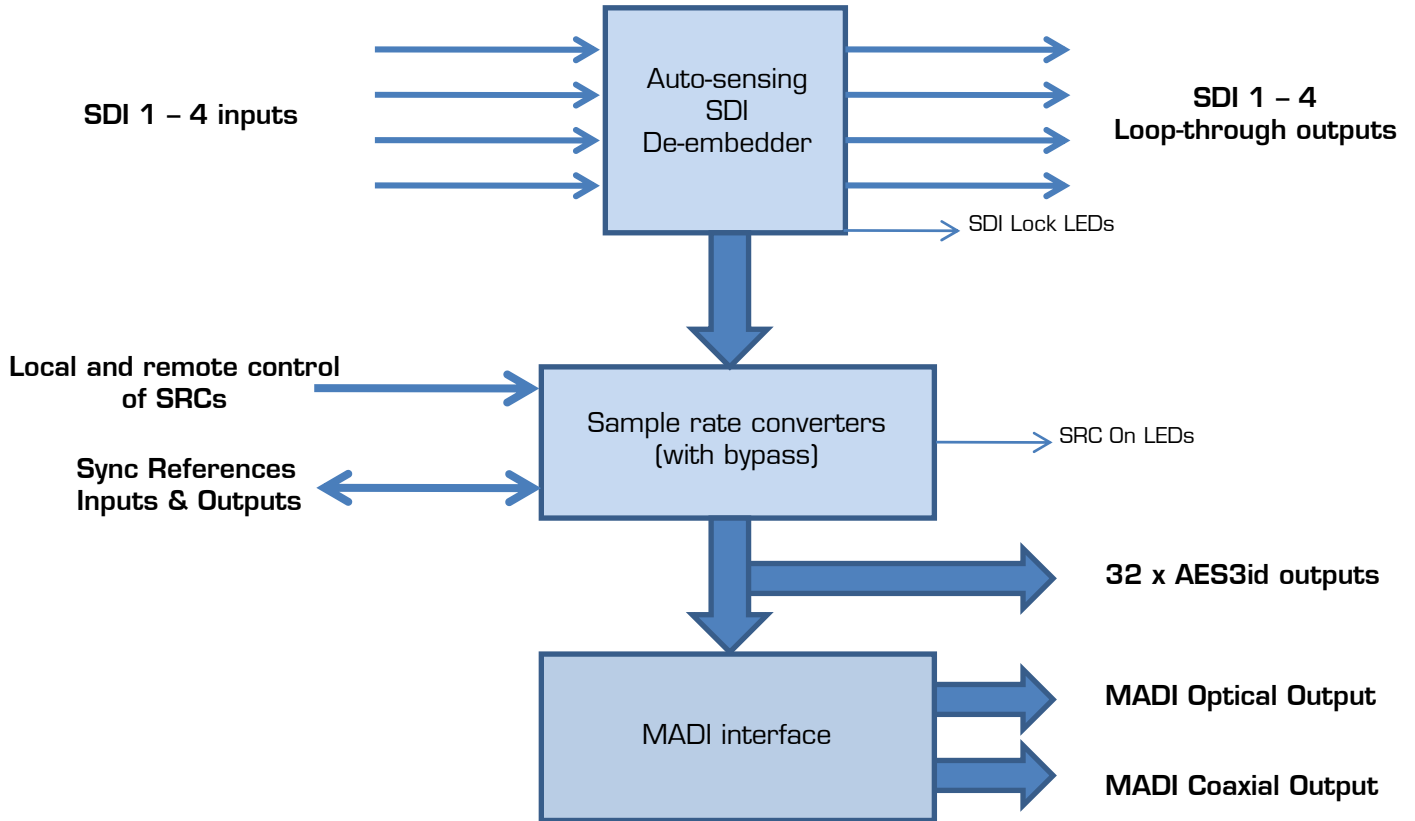 SDI 1 – 4 inputs
Auto-sensing
SDI
De-embedder
SDI 1 – 4
Loop-through outputs
SDI Lock LEDs
Local and remote control
of SRCs
Sync References
Inputs & Outputs
Sample rate converters
(with bypass)
SRC On LEDs
32 x AES3id outputs
MADI interface
MADI Optical Output
MADI Coaxial Output